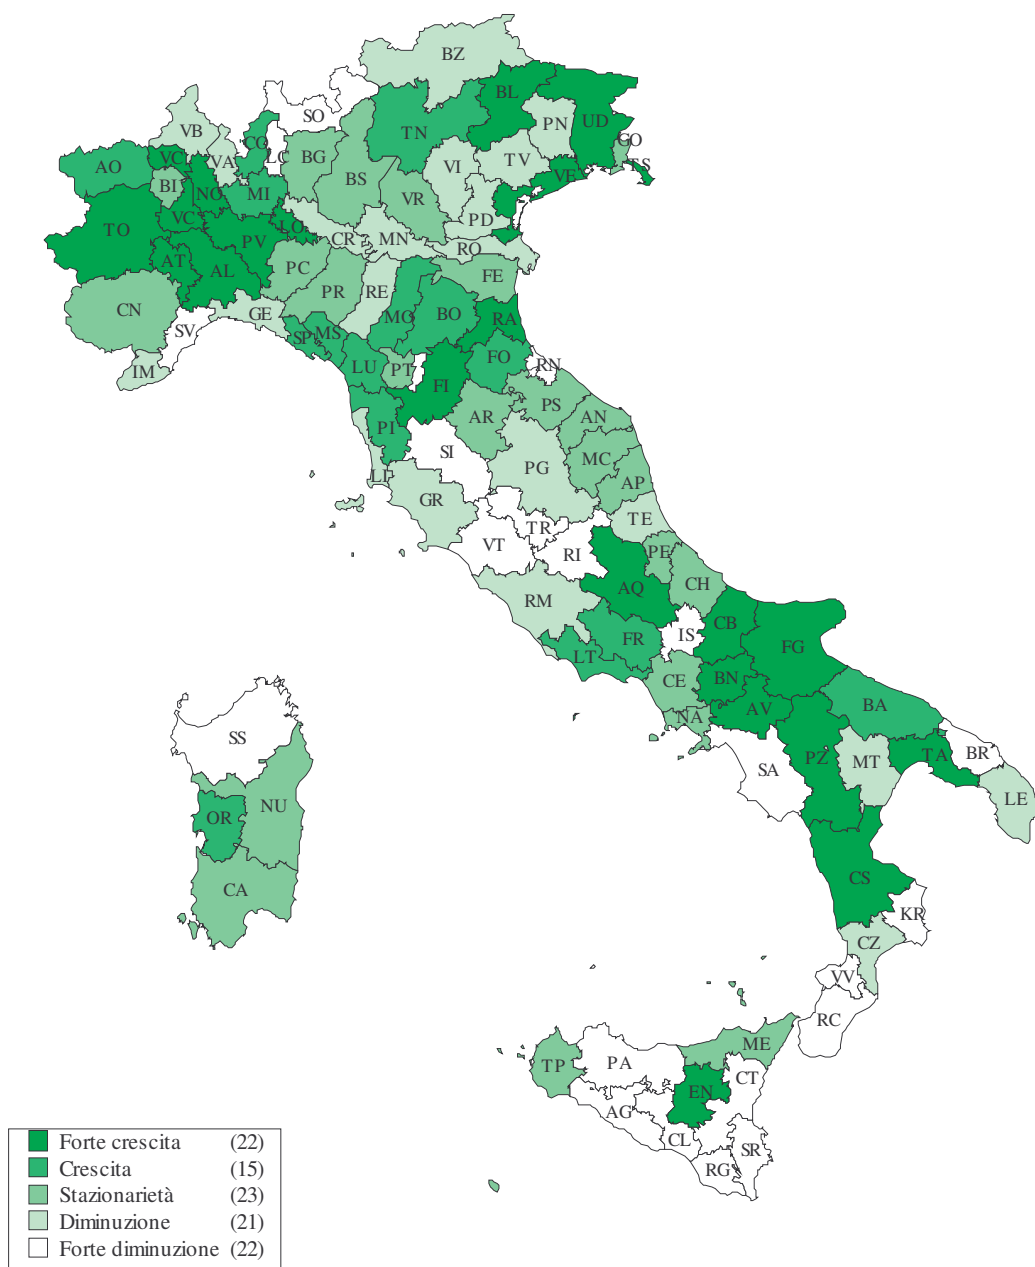 BZ
SO
BL
UD
PN
TN
VB
CO
LC
BG
VA
GO
TS
AO
VC
BI
NO
MI
BS
VI
TV
VE
VR
TO
VC
LO
PD
PV
CR
MN
RO
AT
AL
PC
PR
RE
FE
CN
GE
SV
MO
BO
RA
SP
MS
LU
PT
FO
RN
IM
FI
PI
AR
PS
AN
SI
PG
MC
AP
LI
GR
TE
TR
VT
RI
PE
AQ
CH
RM
FR
CB
IS
FG
LT
CE
BN
NA
AV
BA
SS
PZ
SA
MT
TA
BR
LE
NU
OR
CA
CS
KR
CZ
VV
RC
ME
TP
PA
CT
EN
AG
CL
SR
RG
Forte crescita (22)
Crescita (15)
Stazionarietà (23)
Diminuzione (21)
Forte diminuzione (22)